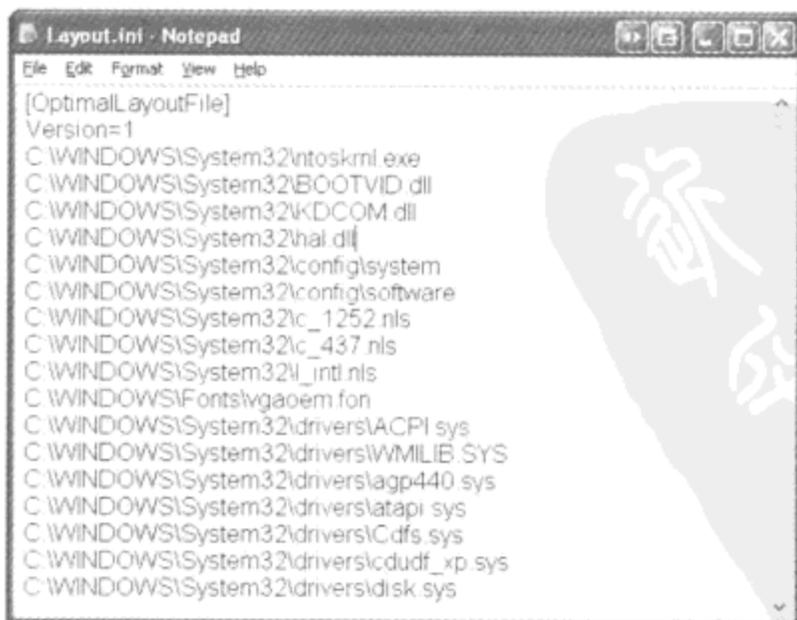 Layout.ini - Notepad
File Edit Format View Help
[OptimalLayoutFile]
Version=1
C:\WINDOWS\System32\ntoskrnl.exe
C:\WINDOWS\System32\BOOTVID.dll
C:\WINDOWS\System32\KDCOM.dll
C:\WINDOWS\System32\hal.dll
C:\WINDOWS\System32\config\system
C:\WINDOWS\System32\config\software
C:\WINDOWS\System32\c_1252.nls
C:\WINDOWS\System32\c_437.nls
C:\WINDOWS\System32\l_intl.nls
C:\WINDOWS\Fonts\vgaoem.fon
C:\WINDOWS\System32\drivers\ACPI.sys
C:\WINDOWS\System32\drivers\WMILIB.SYS
C:\WINDOWS\System32\drivers\agp440.sys
C:\WINDOWS\System32\drivers\atapi.sys
C:\WINDOWS\System32\drivers\Cdfs.sys
C:\WINDOWS\System32\drivers\cdudf_xp.sys
C:\WINDOWS\System32\drivers\disk.sys